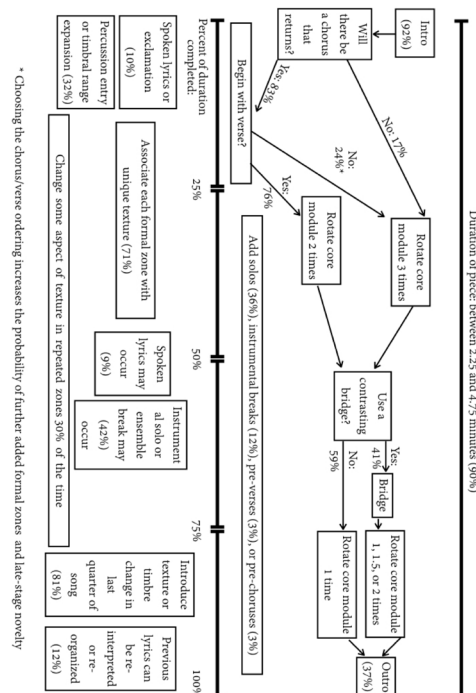 Duration of piece: between 2.25 and 4.75 minutes (90%)
Intro
(92%)
Will
there be
a chorus
that
returns?
No: 17%
Yes: 83%
Begin with verse?
No:
24%*
Yes:
76%
Rotate core
module 3 times
Rotate core
module 2 times
Use a
contrasting
bridge?
Yes:
41%
No:
59%
Bridge
Rotate core module
1, 1.5, or 2 times
Rotate core module
1 time
Outro
(37%)
Add solos (36%), instrumental breaks (12%), pre-verses (3%), or pre-choruses (3%)
Percent of duration
completed:
25%
50%
75%
100%
Spoken lyrics or
exclamation
(10%)
Percussion entry
or timbral range
expansion (32%)
Associate each formal zone with
unique texture (71%)
Spoken
lyrics may
occur
(9%)
Instrument
al solo or
ensemble
break may
occur
(42%)
Change some aspect of texture in repeated zones 30% of the time
Introduce
texture or
timbre
change in
last
quarter of
song
(81%)
Previous
lyrics can
be re-
interpreted
or re-
organized
(12%)
* Choosing the chorus/verse ordering increases the probability of further added formal zones and late-stage novelty